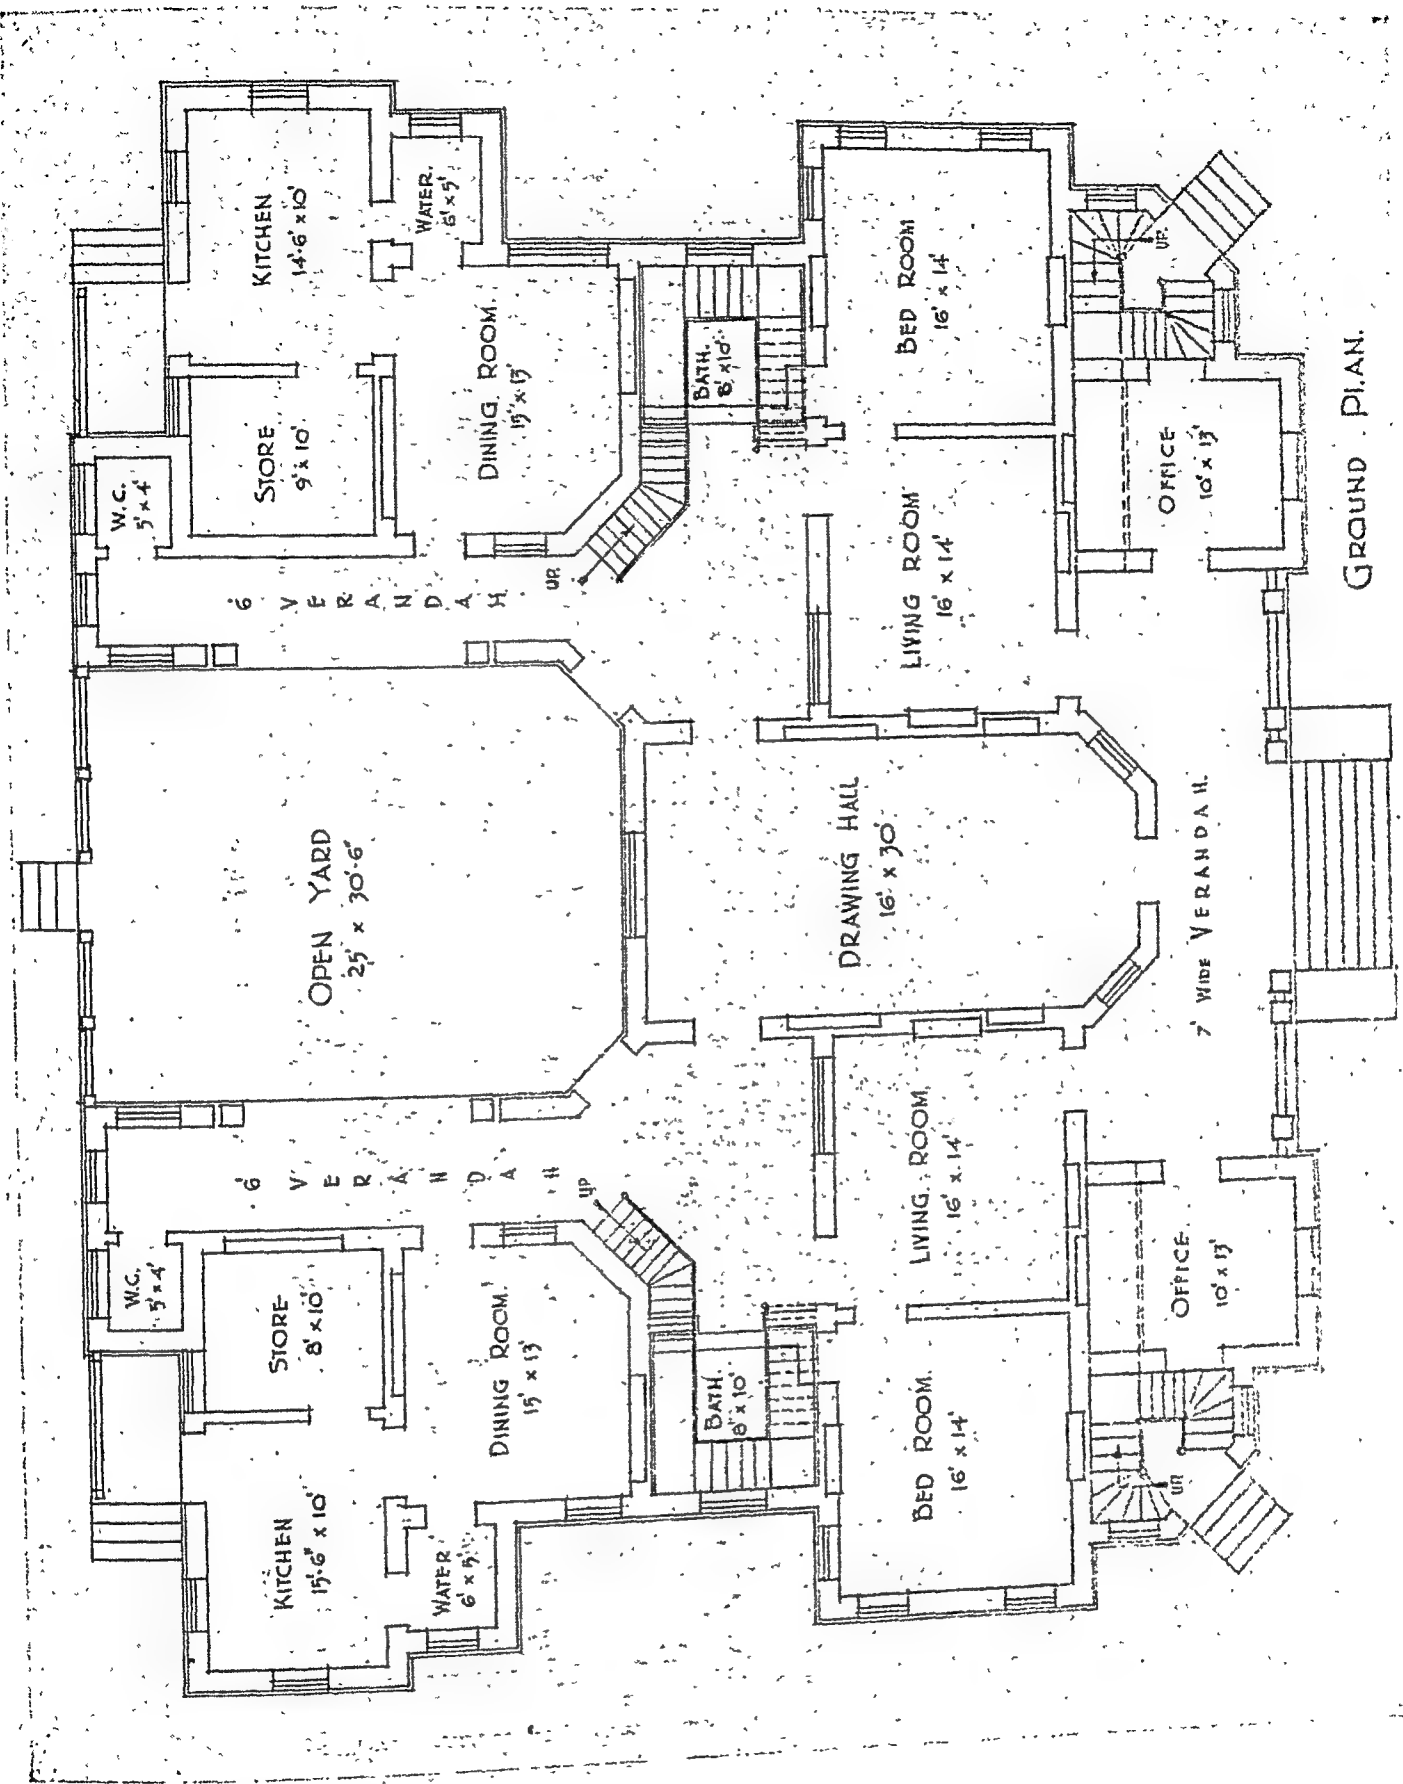 KITCHEN
14'-6' x 10'
WATER.
6' x 5'
STORE
9' x 10'
W.C.
5' x 4'
DINING ROOM.
15' x 13'
BATH.
8' x 10'
BED ROOM
16' x 14'
UP.
LIVING ROOM
16' x 14'
OFFICE
10' x 13'
UP.
6' VERANDAH
OPEN YARD
25' x 30'-6"
DRAWING HALL
16' x 30'
7' WIDE VERANDAH.
6' VERANDAH
UP
W.C.
5' x 4'
STORE
8' x 10'
KITCHEN
15'-6" x 10'
WATER
6' x 5'
DINING ROOM.
15' x 13'
BATH.
8" x 10'
LIVING ROOM
16' x 14'
BED ROOM.
16' x 14'
OFFICE
10' x 13'
UP.
GROUND PLAN.